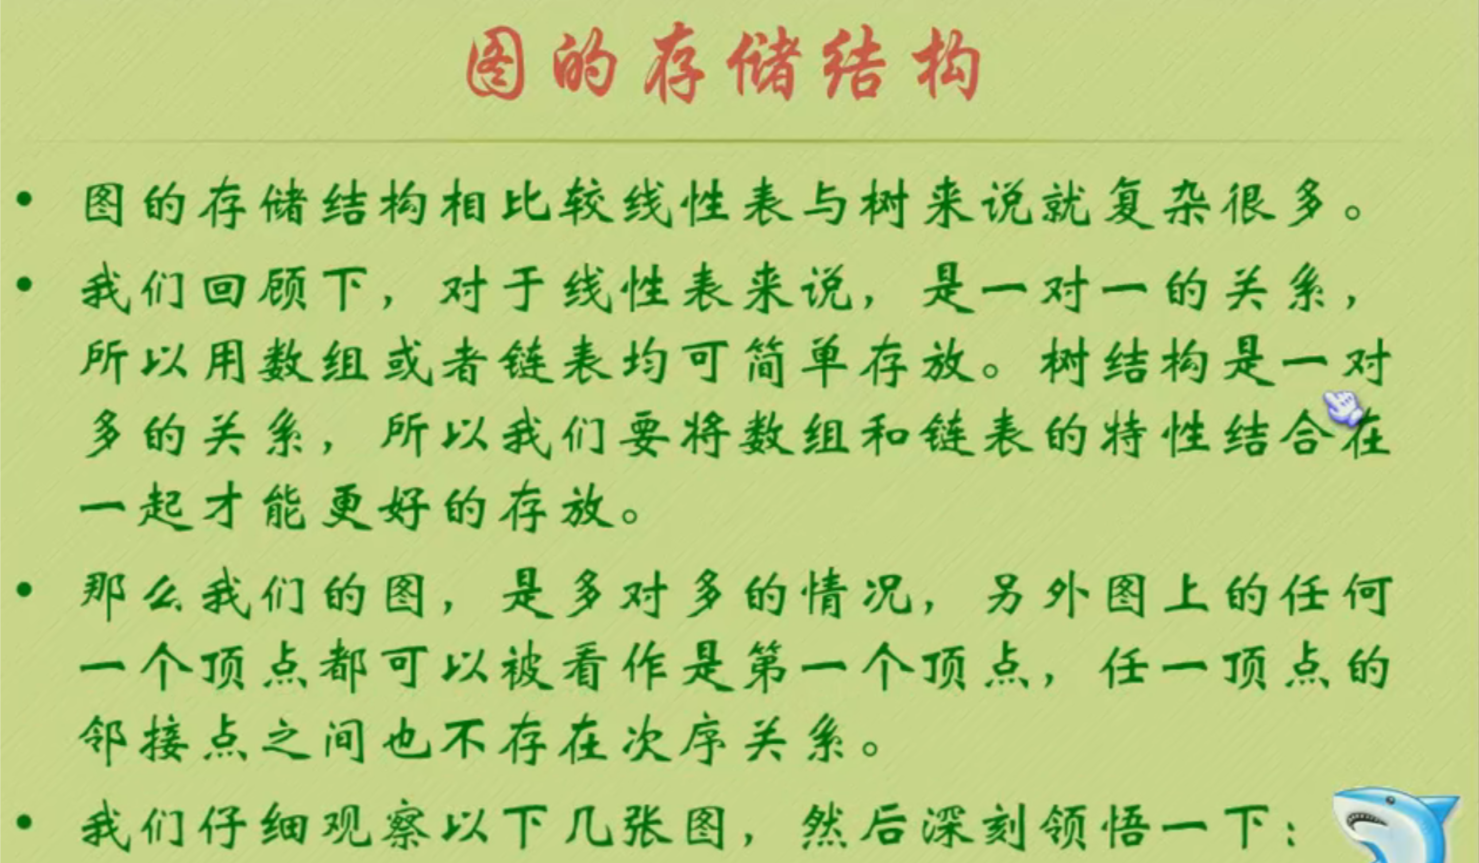 图的存储结构
• 图的存储结构相比较线性表与树来说就复杂很多。
• 我们回顾下，对于线性表来说，是一对一的关系，
所以用数组或者链表均可简单存放。树结构是一对
多的关系，所以我们要将数组和链表的特性结合在
一起才能更好的存放。
• 那么我们的图，是多对多的情况，另外图上的任何
一个顶点都可以被看作是第一个顶点，任一顶点的
邻接点之间也不存在次序关系。
• 我们仔细观察以下几张图，然后深刻领悟一下：